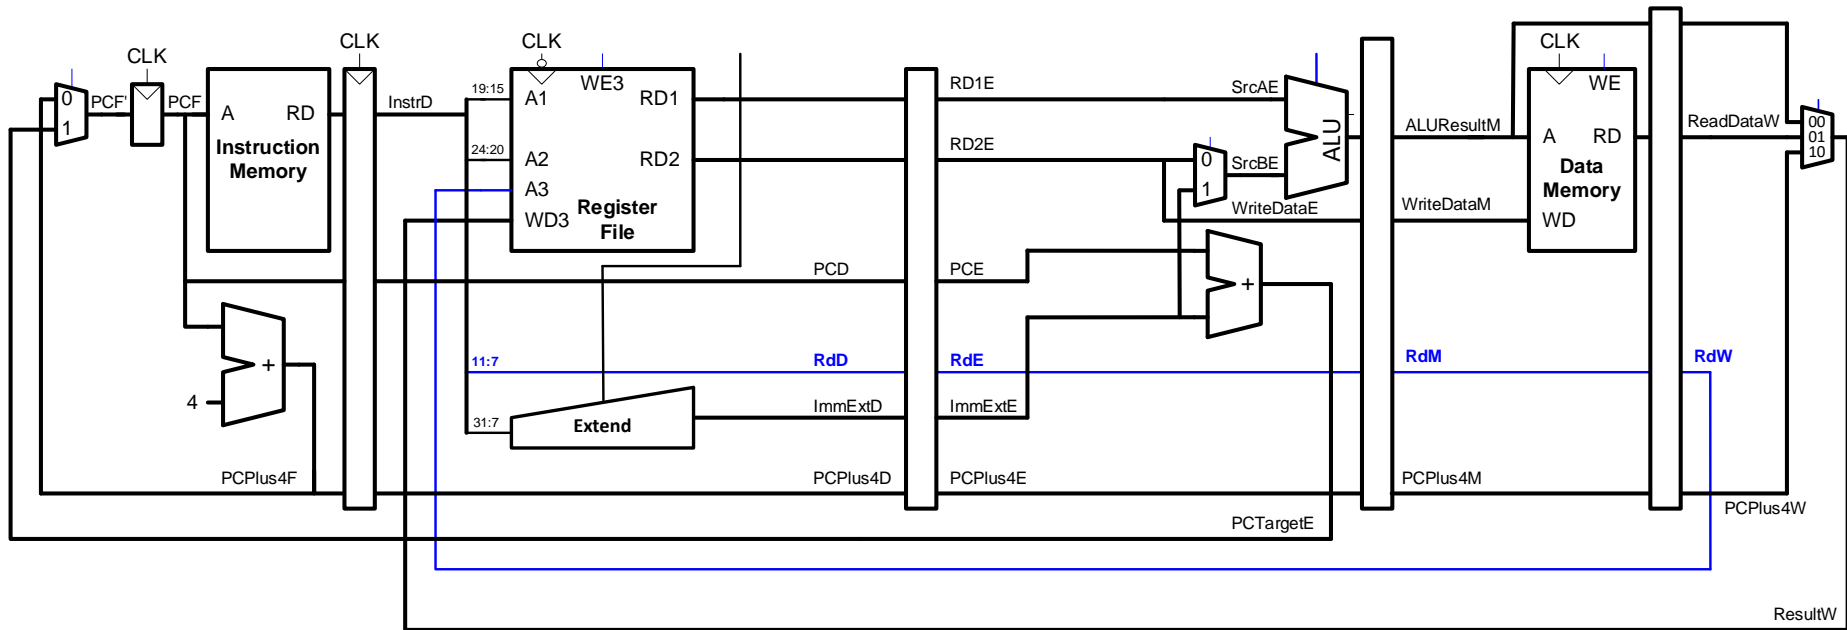 CLK
CLK
CLK
CLK
0
1
PCF'
PCF
A
RD
Instruction
Memory
InstrD
19:15
24:20
A1
A2
A3
WD3
WE3
RD1
RD2
Register
File
RD1E
RD2E
SrcAE
0
1
SrcBE
ALU
WriteDataE
ALUResultM
WriteDataM
A
RD
WE
Data
Memory
WD
ReadDataW
00
01
10
PCD
PCE
+
+
4
11:7
RdD
RdE
RdM
RdW
31:7
Extend
ImmExtD
ImmExtE
PCPlus4F
PCPlus4D
PCPlus4E
PCPlus4M
PCPlus4W
PCTargetE
ResultW